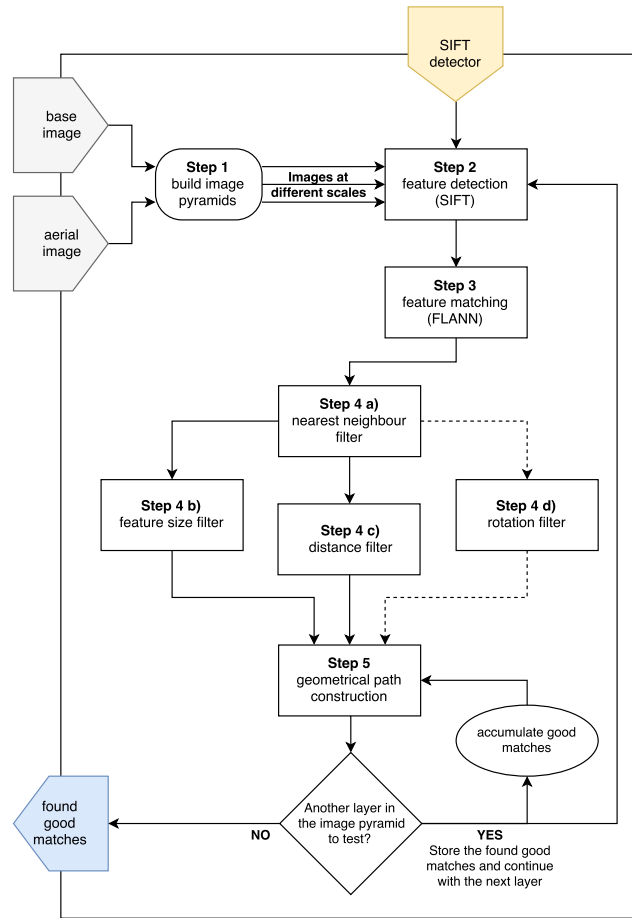 SIFT
detector
base
image
Step 1
build image
pyramids
Images at
different scales
Step 2
feature detection
(SIFT)
aerial
image
Step 3
feature matching
(FLANN)
Step 4 a)
nearest neighbour
filter
Step 4 b)
feature size filter
Step 4 c)
distance filter
Step 4 d)
rotation filter
Step 5
geometrical path
construction
accumulate good
matches
found
good
matches
Another layer in
the image pyramid
to test?
NO
YES
Store the found good
matches and continue
with the next layer